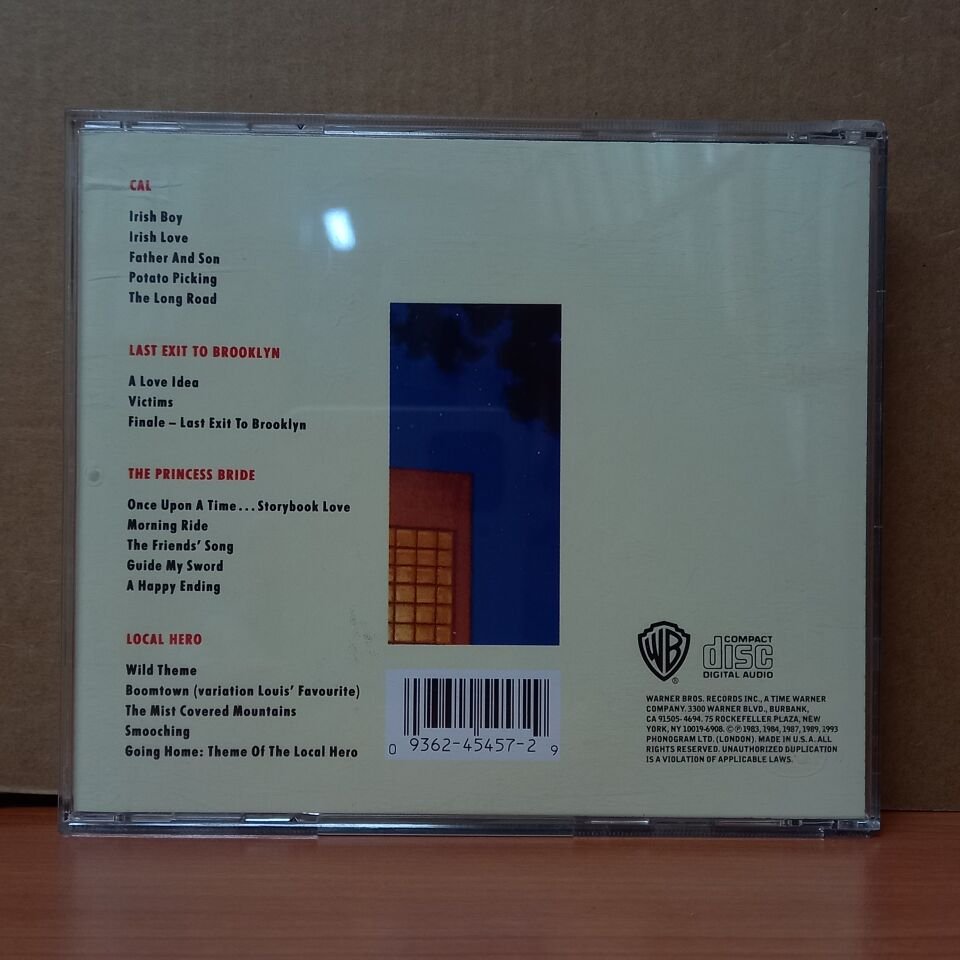 CAL
Irish Boy
Irish Love
Father And Son
Potato Picking
The Long Road
LAST EXIT TO BROOKLYN
A Love Idea
Victims
Finale – Last Exit To Brooklyn
THE PRINCESS BRIDE
Once Upon A Time...Storybook Love
Morning Ride
The Friends' Song
Guide My Sword
A Happy Ending
LOCAL HERO
Wild Theme
Boomtown (variation Louis' Favourite)
The Mist Covered Mountains
Smooching
Going Home: Theme Of The Local Hero
0 9362-45457-2 9
WB ®
COMPACT
disc
DIGITAL AUDIO
WARNER BROS. RECORDS INC., A TIME WARNER
COMPANY. 3300 WARNER BLVD., BURBANK,
CA 91505-4694. 75 ROCKEFELLER PLAZA, NEW
YORK, NY 10019-6908. ©℗1983, 1984, 1987, 1989, 1993
PHONOGRAM LTD. (LONDON). MADE IN U.S.A. ALL
RIGHTS RESERVED. UNAUTHORIZED DUPLICATION
IS A VIOLATION OF APPLICABLE LAWS.